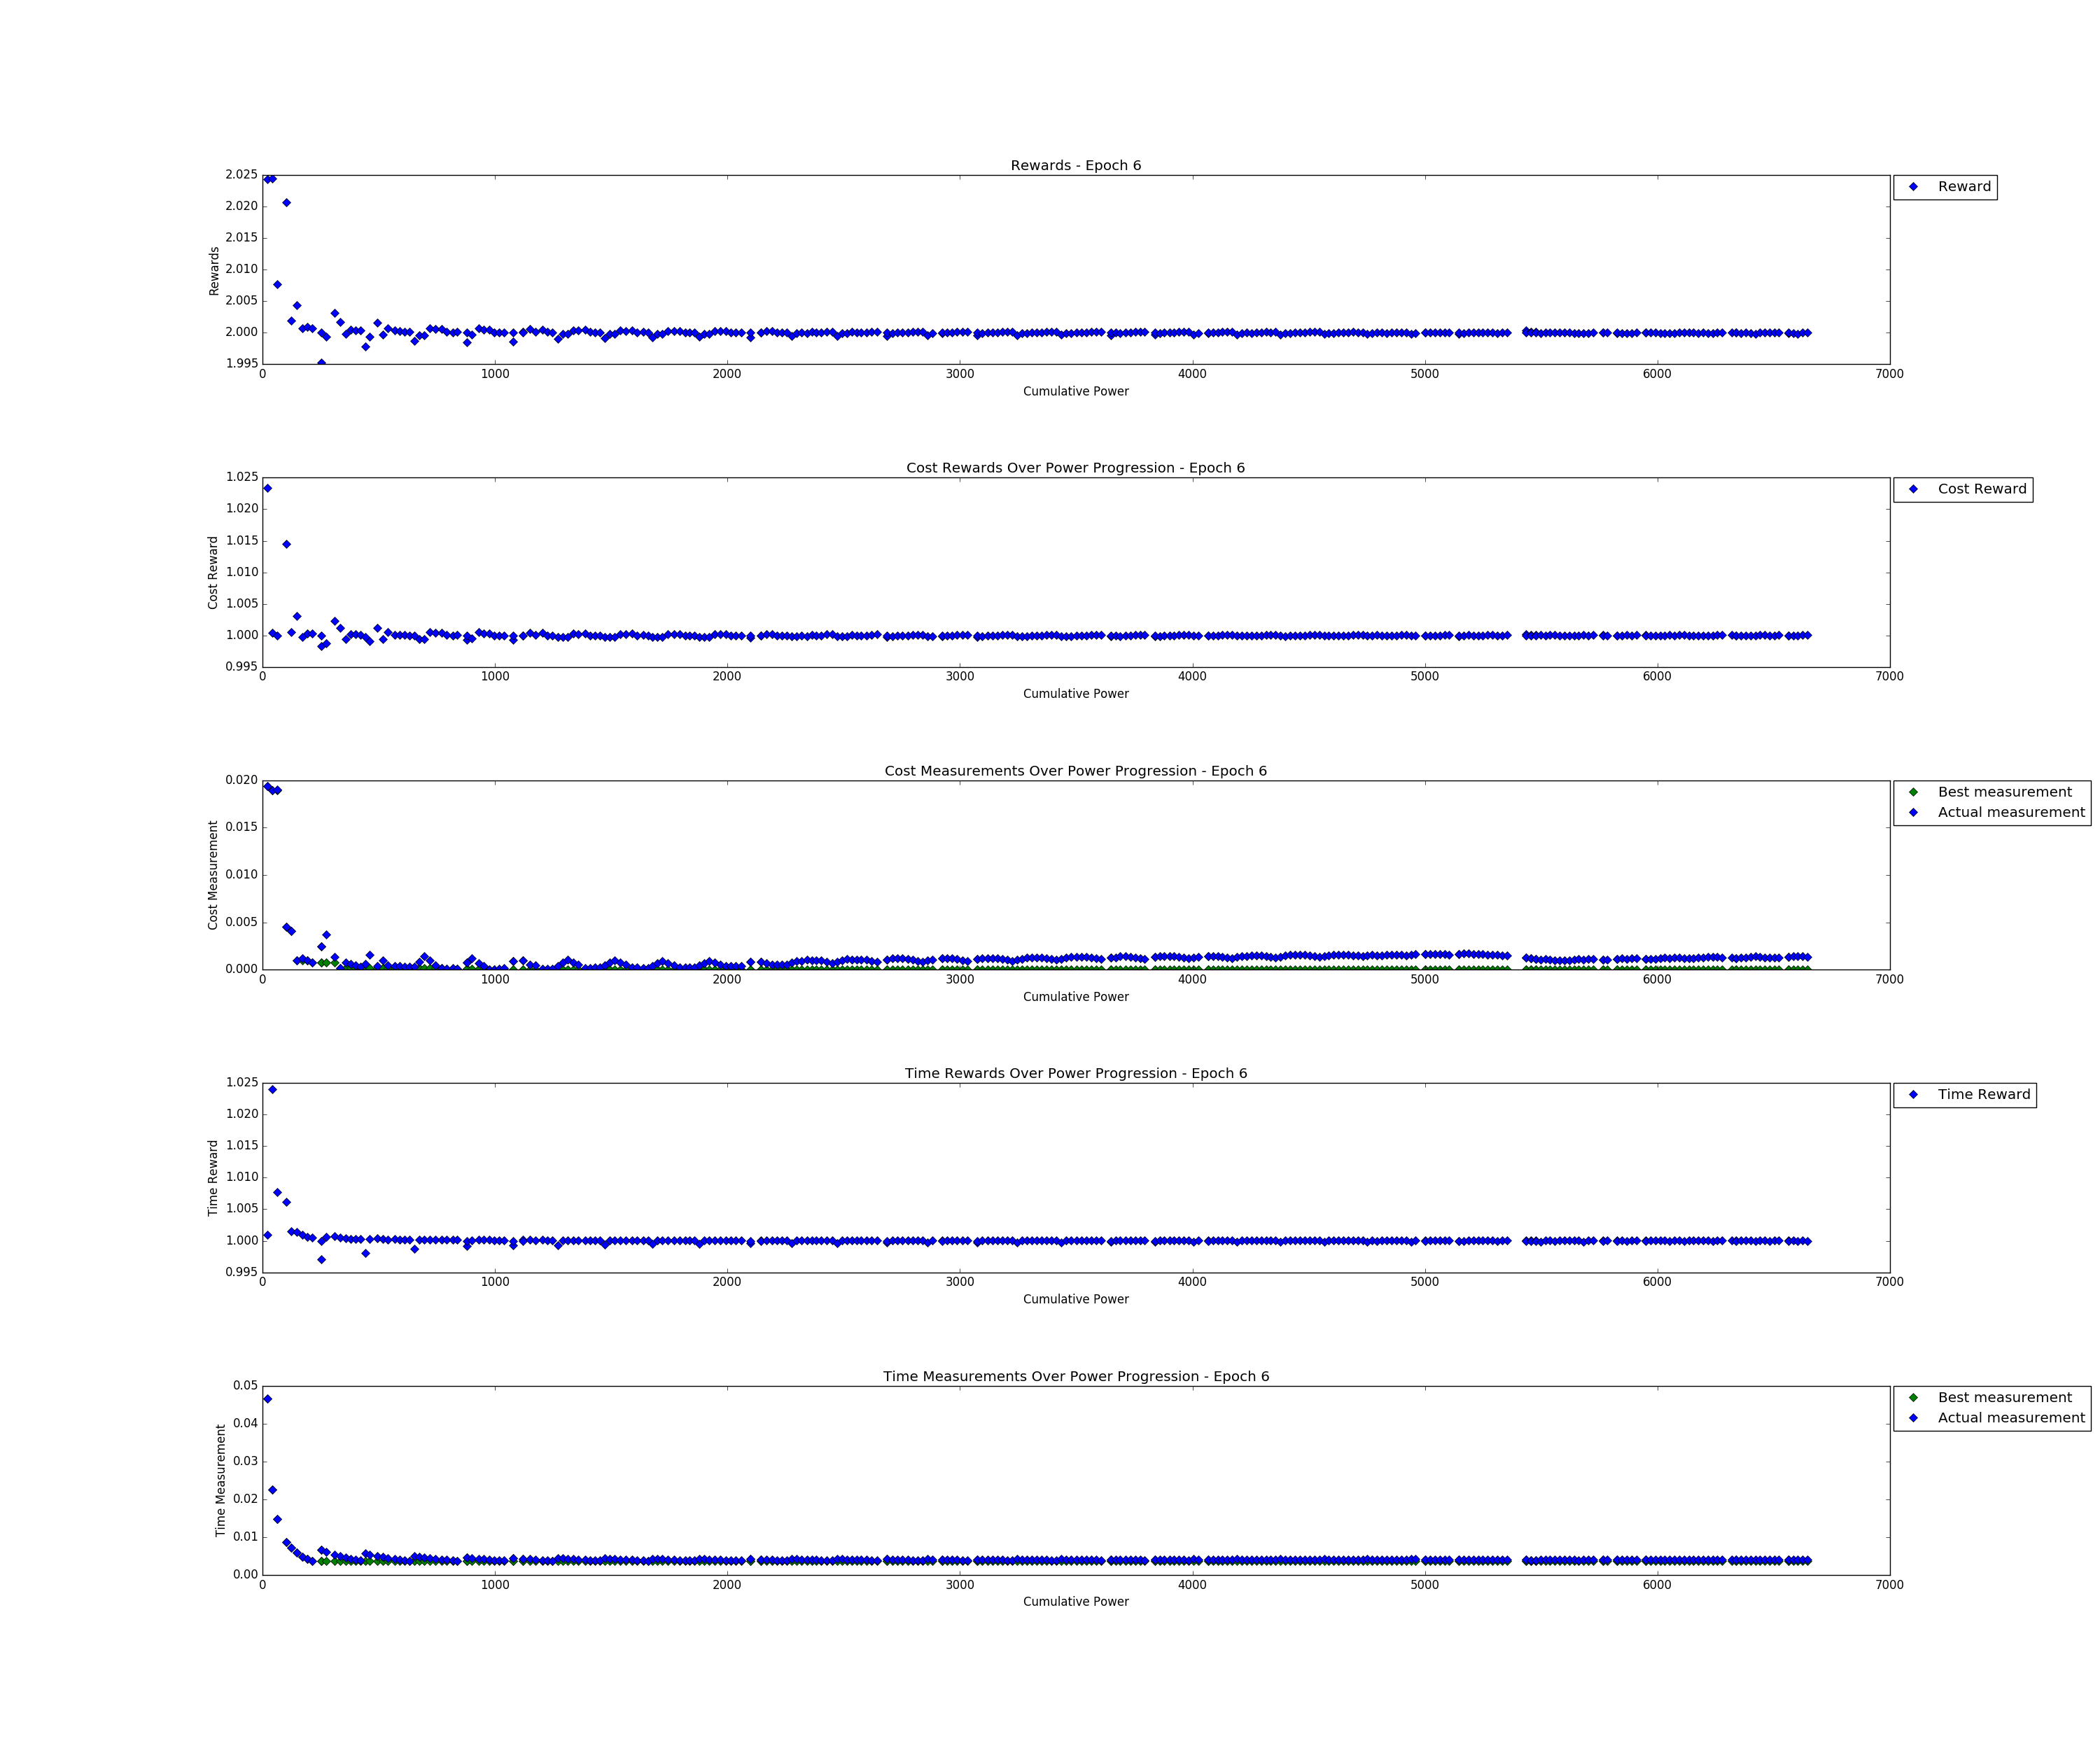 Rewards - Epoch 6
2.025
2.020
2.015
2.010
2.005
2.000
1.995
Rewards
0 1000 2000 3000 4000 5000 6000 7000
Cumulative Power
Reward
Cost Rewards Over Power Progression - Epoch 6
1.025
1.020
1.015
1.010
1.005
1.000
0.995
Cost Reward
0 1000 2000 3000 4000 5000 6000 7000
Cumulative Power
Cost Reward
Cost Measurements Over Power Progression - Epoch 6
0.020
0.015
0.010
0.005
0.000
Cost Measurement
0 1000 2000 3000 4000 5000 6000 7000
Cumulative Power
Best measurement
Actual measurement
Time Rewards Over Power Progression - Epoch 6
1.025
1.020
1.015
1.010
1.005
1.000
0.995
Time Reward
0 1000 2000 3000 4000 5000 6000 7000
Cumulative Power
Time Reward
Time Measurements Over Power Progression - Epoch 6
0.05
0.04
0.03
0.02
0.01
0.00
Time Measurement
0 1000 2000 3000 4000 5000 6000 7000
Cumulative Power
Best measurement
Actual measurement